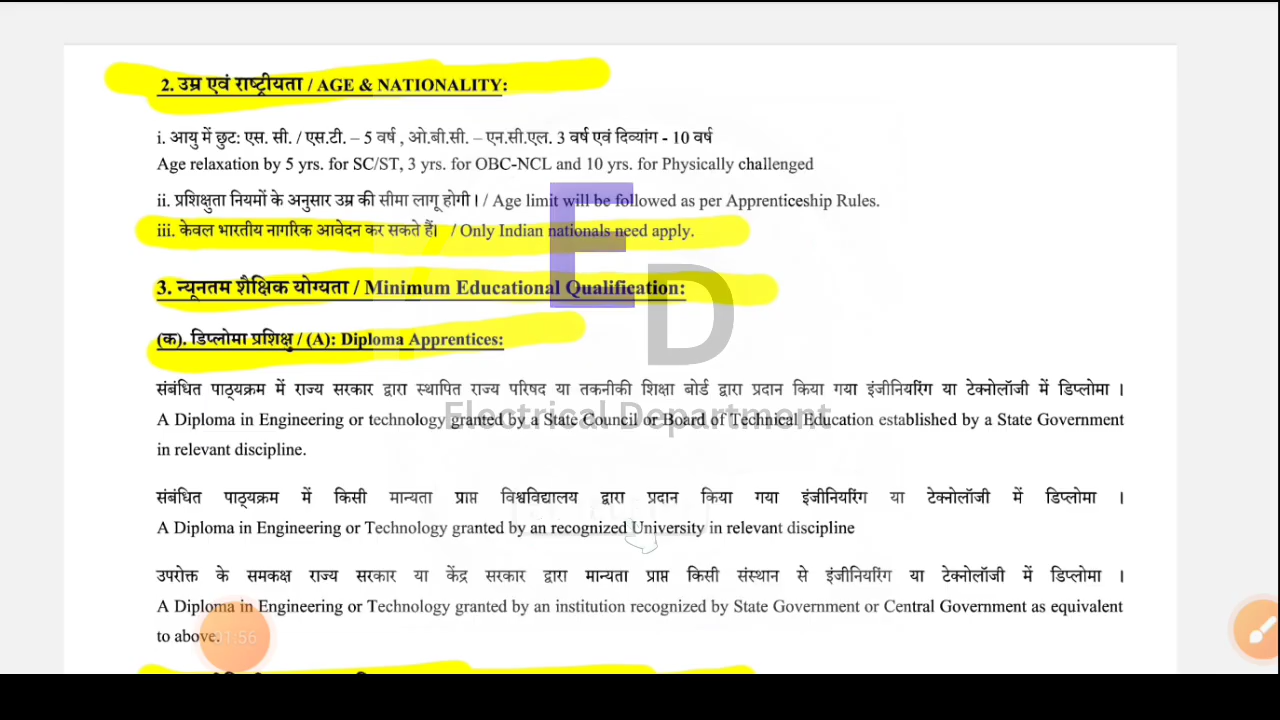 2. उम्र एवं राष्ट्रीयता / AGE & NATIONALITY:
i. आयु में छुट: एस. सी. / एस.टी. – 5 वर्ष , ओ.बी.सी. – एन.सी.एल. 3 वर्ष एवं दिव्यांग - 10 वर्ष
Age relaxation by 5 yrs. for SC/ST, 3 yrs. for OBC-NCL and 10 yrs. for Physically challenged
ii. प्रशिक्षुता नियमों के अनुसार उम्र की सीमा लागू होगी। / Age limit will be followed as per Apprenticeship Rules.
iii. केवल भारतीय नागरिक आवेदन कर सकते हैं। / Only Indian nationals need apply.
E
3. न्यूनतम शैक्षिक योग्यता / Minimum Educational Qualification:
D
(क). डिप्लोमा प्रशिक्षु / (A): Diploma Apprentices:
संबंधित पाठ्यक्रम में राज्य सरकार द्वारा स्थापित राज्य परिषद या तकनीकी शिक्षा बोर्ड द्वारा प्रदान किया गया इंजीनियरिंग या टेक्नोलॉजी में डिप्लोमा ।
Electrical Department
A Diploma in Engineering or technology granted by a State Council or Board of Technical Education established by a State Government
in relevant discipline.
संबंधित पाठ्यक्रम में किसी मान्यता प्राप्त विश्वविद्यालय द्वारा प्रदान किया गया इंजीनियरिंग या टेक्नोलॉजी में डिप्लोमा ।
A Diploma in Engineering or Technology granted by an recognized University in relevant discipline
उपरोक्त के समकक्ष राज्य सरकार या केंद्र सरकार द्वारा मान्यता प्राप्त किसी संस्थान से इंजीनियरिंग या टेक्नोलॉजी में डिप्लोमा ।
A Diploma in Engineering or Technology granted by an institution recognized by State Government or Central Government as equivalent
to above.
01:56